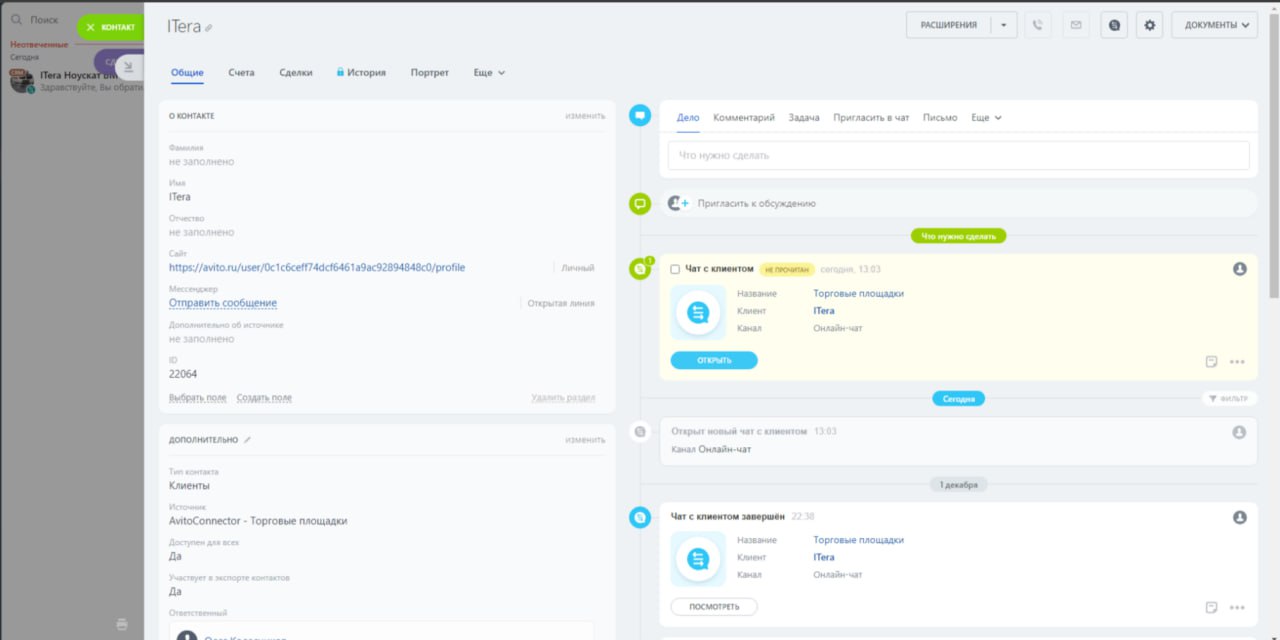 Поиск
КОНТАКТ
Неотвеченные
Сегодня
ITera Ноускат
Здравствуйте, Вы обрати
ITera
РАСШИРЕНИЯ
ДОКУМЕНТЫ
Общие
Счета
Сделки
История
Портрет
Еще
О КОНТАКТЕ
изменить
Фамилия
не заполнено
Имя
ITera
Отчество
не заполнено
Сайт
https://avito.ru/user/0c1c6ceff74dcf6461a9ac92894848c0/profile
Личный
Мессенджер
Отправить сообщение
Открытая линия
Дополнительно об источнике
не заполнено
ID
22064
Выбрать поле
Создать поле
Удалить раздел
ДОПОЛНИТЕЛЬНО
изменить
Тип контакта
Клиенты
Источник
AvitoConnector - Торговые площадки
Доступен для всех
Да
Участвует в экспорте контактов
Да
Ответственный
Дело
Комментарий
Задача
Пригласить в чат
Письмо
Еще
Что нужно сделать
Пригласить к обсуждению
Что нужно сделать
1
Чат с клиентом
НЕ ПРОЧИТАН
сегодня, 13:03
Название Торговые площадки
Клиент ITera
Канал Онлайн-чат
ОТКРЫТЬ
Сегодня
ФИЛЬТР
Открыт новый чат с клиентом 13:03
Канал Онлайн-чат
1 декабря
Чат с клиентом завершён 22:38
Название Торговые площадки
Клиент ITera
Канал Онлайн-чат
ПОСМОТРЕТЬ